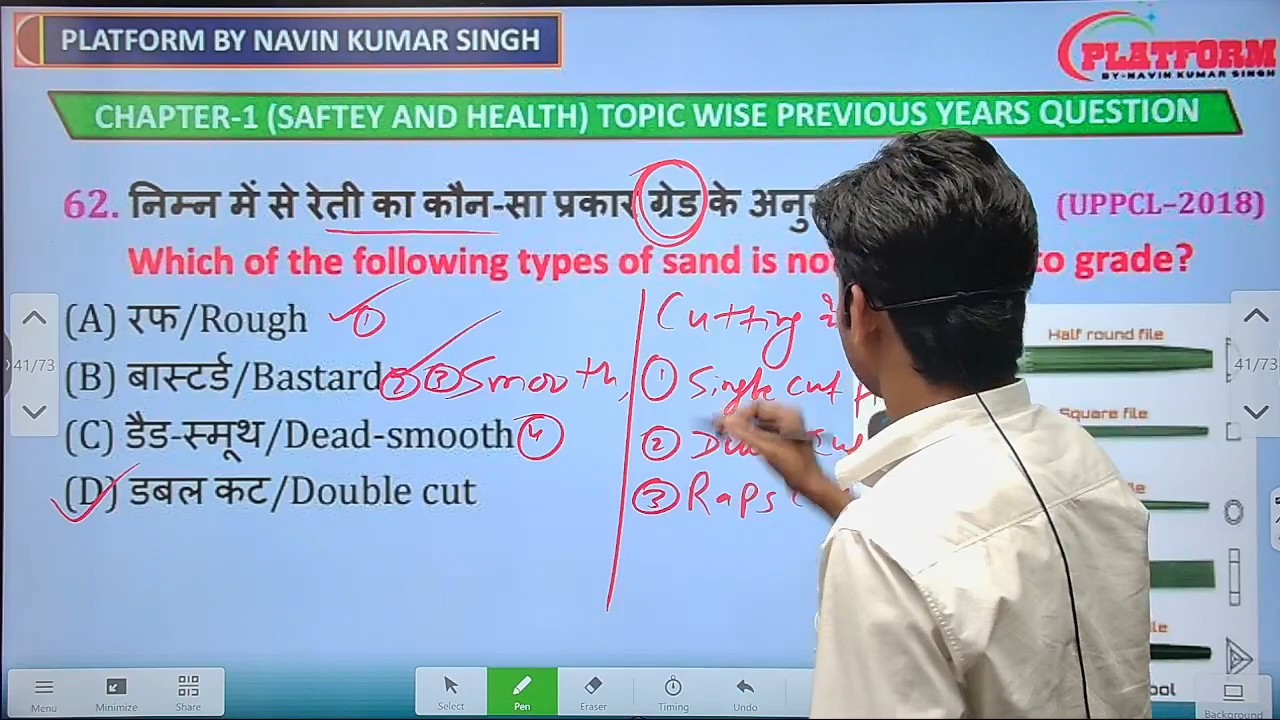 PLATFORM BY NAVIN KUMAR SINGH
PLATFORM
BY-NAVIN KUMAR SINGH
CHAPTER-1 (SAFTEY AND HEALTH) TOPIC WISE PREVIOUS YEARS QUESTION
62. निम्न में से रेती का कौन-सा प्रकार ग्रेड के
(UPPCL–2018)
Which of the following types of sand is to grade?
(A) रफ/Rough ①
(B) बास्टर्ड/Bastard ② ③ Smooth,
(C) डैड-स्मूथ/Dead-smooth ④
(D) डबल कट/Double cut
Cutting
① Single cut
②
③ Raps
Half round file
Square file
41/73
41/73
Menu
Minimize
Share
Select
Pen
Eraser
Timing
Undo
Background